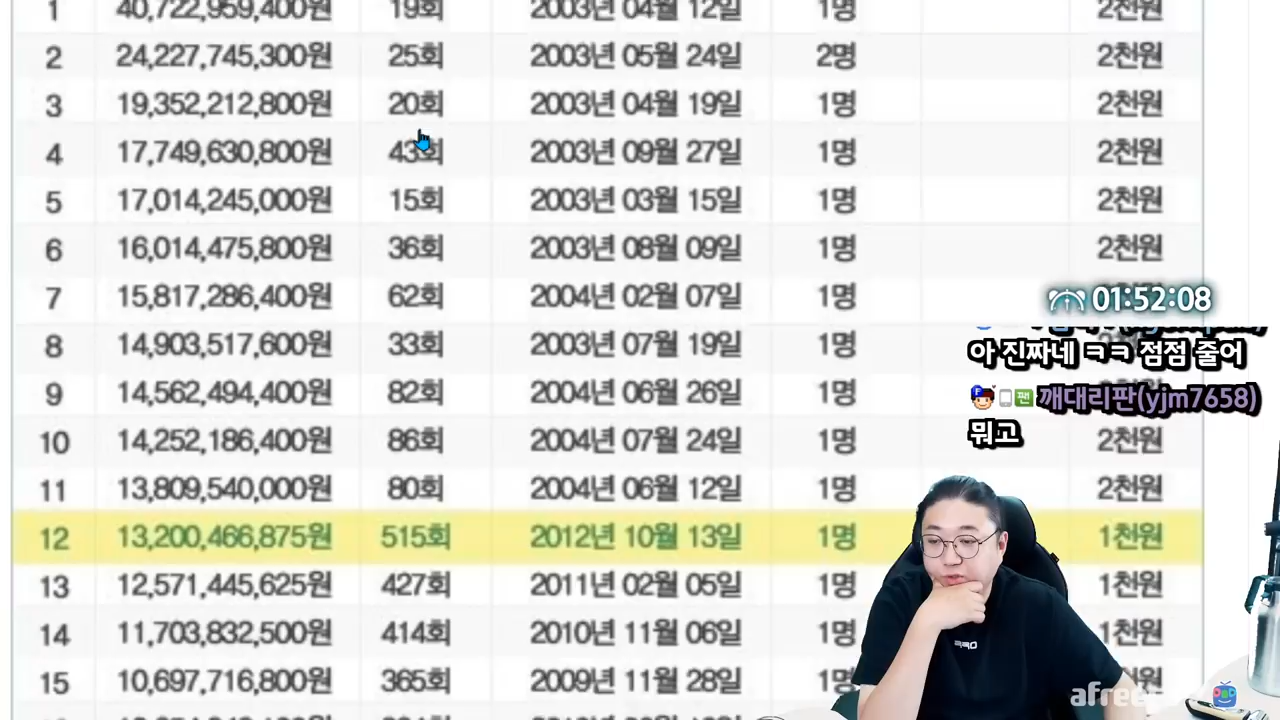 1 40,722,959,400원 19회 2003년 04월 12일 1명 2천원
2 24,227,745,300원 25회 2003년 05월 24일 2명 2천원
3 19,352,212,800원 20회 2003년 04월 19일 1명 2천원
4 17,749,630,800원 43회 2003년 09월 27일 1명 2천원
5 17,014,245,000원 15회 2003년 03월 15일 1명 2천원
6 16,014,475,800원 36회 2003년 08월 09일 1명 2천원
7 15,817,286,400원 62회 2004년 02월 07일 1명
01:52:08
8 14,903,517,600원 33회 2003년 07월 19일 1명
아 진짜네 ㅋㅋ 점점 줄어
9 14,562,494,400원 82회 2004년 06월 26일 1명
팬 깨대리판(yjm7658)
뭐고
10 14,252,186,400원 86회 2004년 07월 24일 1명 2천원
11 13,809,540,000원 80회 2004년 06월 12일 1명 2천원
12 13,200,466,875원 515회 2012년 10월 13일 1명 1천원
13 12,571,445,625원 427회 2011년 02월 05일 1명 1천원
14 11,703,832,500원 414회 2010년 11월 06일 1명 1천원
15 10,697,716,800원 365회 2009년 11월 28일 1명